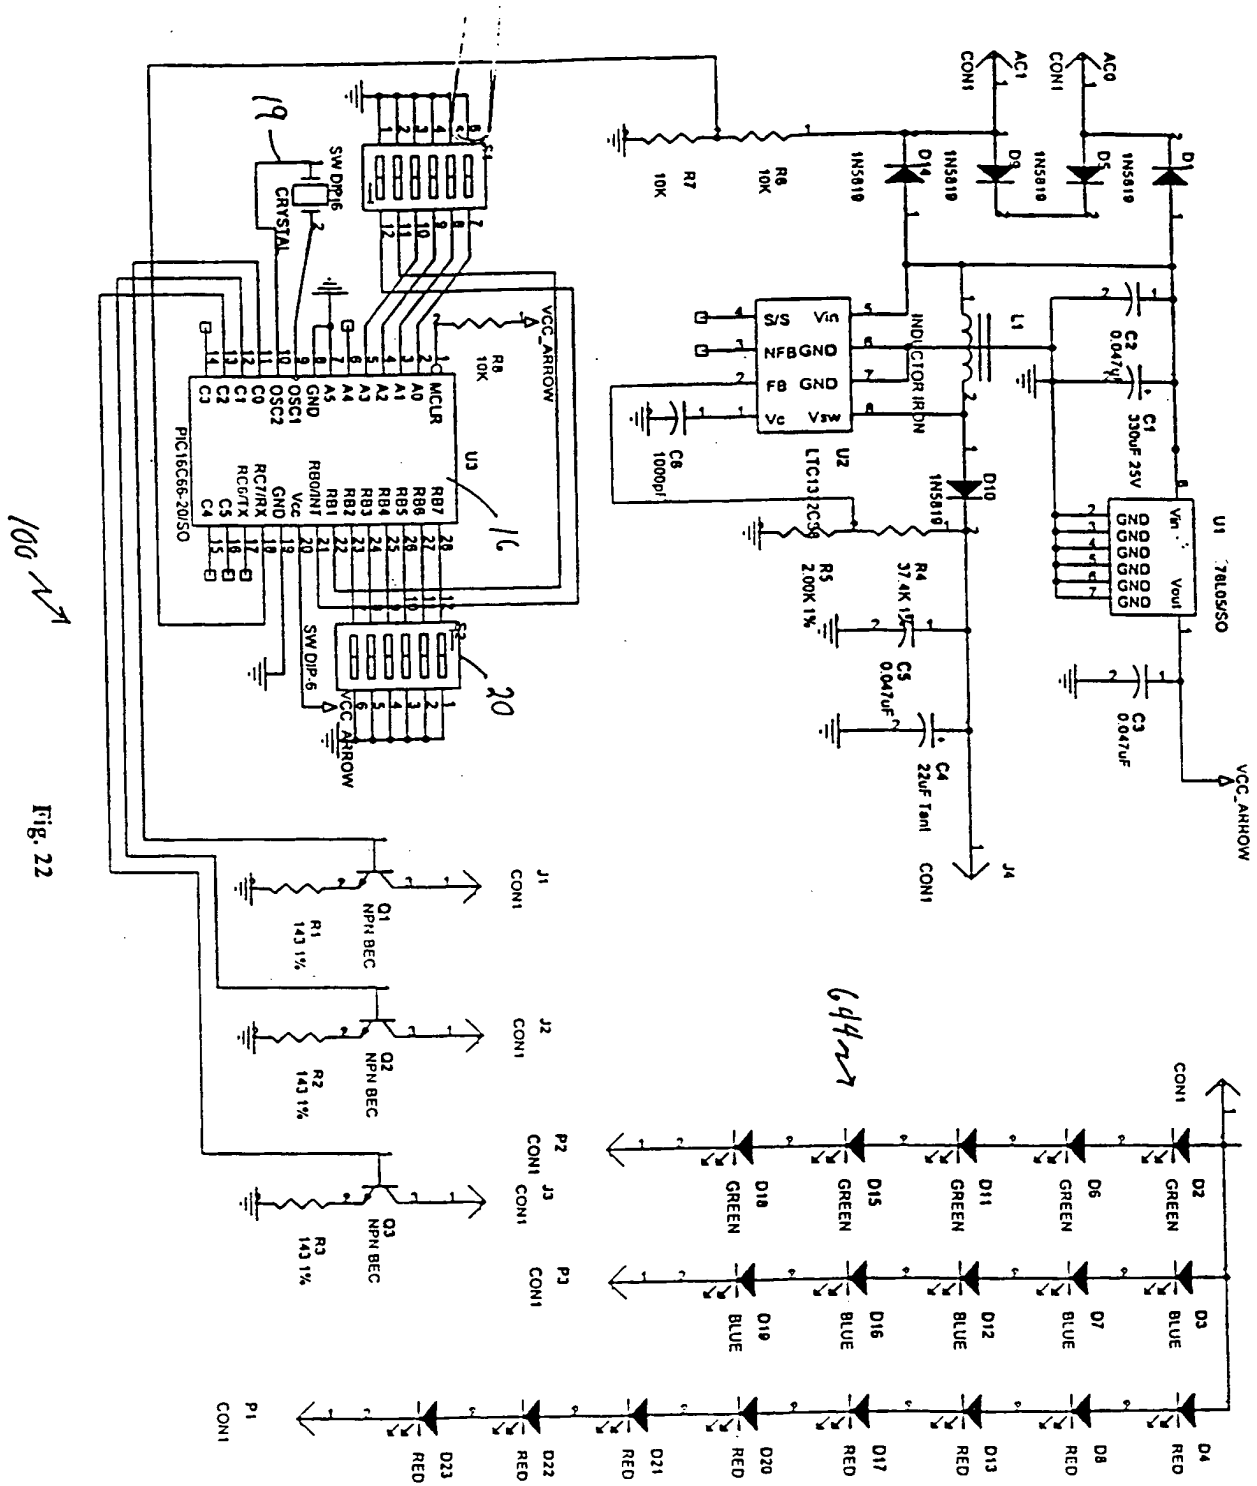 AC1
CON1
AC0
CON1
D14
1N5819
D9
1N5819
D5
1N5819
D1
1N5819
R7
10K
R6
10K
L1
INDUCTOR IRON
C2
0.047uF
C1
330uF 25V
U1
78L05/SO
Vin
Vout
GND
GND
GND
GND
GND
GND
C3
0.047uF
VCC_ARROW
S/S
NFB
FB
Vc
Vin
GND
GND
Vsw
U2
C6
1000pF
D10
1N5819
R5
2.00K 1%
R4
37.4K 1%
C5
0.047uF
C4
22uF Tant
J4
CON1
S1
SW DIP16
CRYSTAL
19
VCC_ARROW
R8
10K
U3
PIC16C66-20/SO
MCLR
A0
A1
A2
A3
A4
A5
GND
OSC1
OSC2
C0
C1
C2
C3
RB7
RB6
RB5
RB4
RB3
RB2
RB1
RB0/INT
Vcc
GND
RC7/RX
RC6/TX
C5
C4
16
SW DIP-6
VCC_ARROW
20
100
Fig. 22
J1
CON1
Q1
NPN BEC
R1
143 1%
J2
CON1
Q2
NPN BEC
R2
143 1%
J3
CON1
Q3
NPN BEC
R3
143 1%
644
CON1
D2
GREEN
D6
GREEN
D11
GREEN
D15
GREEN
D18
GREEN
P2
CON1
D3
BLUE
D7
BLUE
D12
BLUE
D16
BLUE
D19
BLUE
P3
CON1
D4
RED
D8
RED
D13
RED
D17
RED
D20
RED
D21
RED
D22
RED
D23
RED
P1
CON1